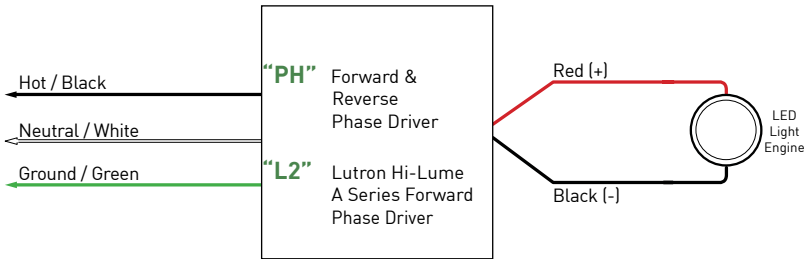 Hot / Black
Neutral / White
Ground / Green
“PH” Forward &
Reverse
Phase Driver
“L2” Lutron Hi-Lume
A Series Forward
Phase Driver
Red (+)
Black (-)
LED
Light
Engine